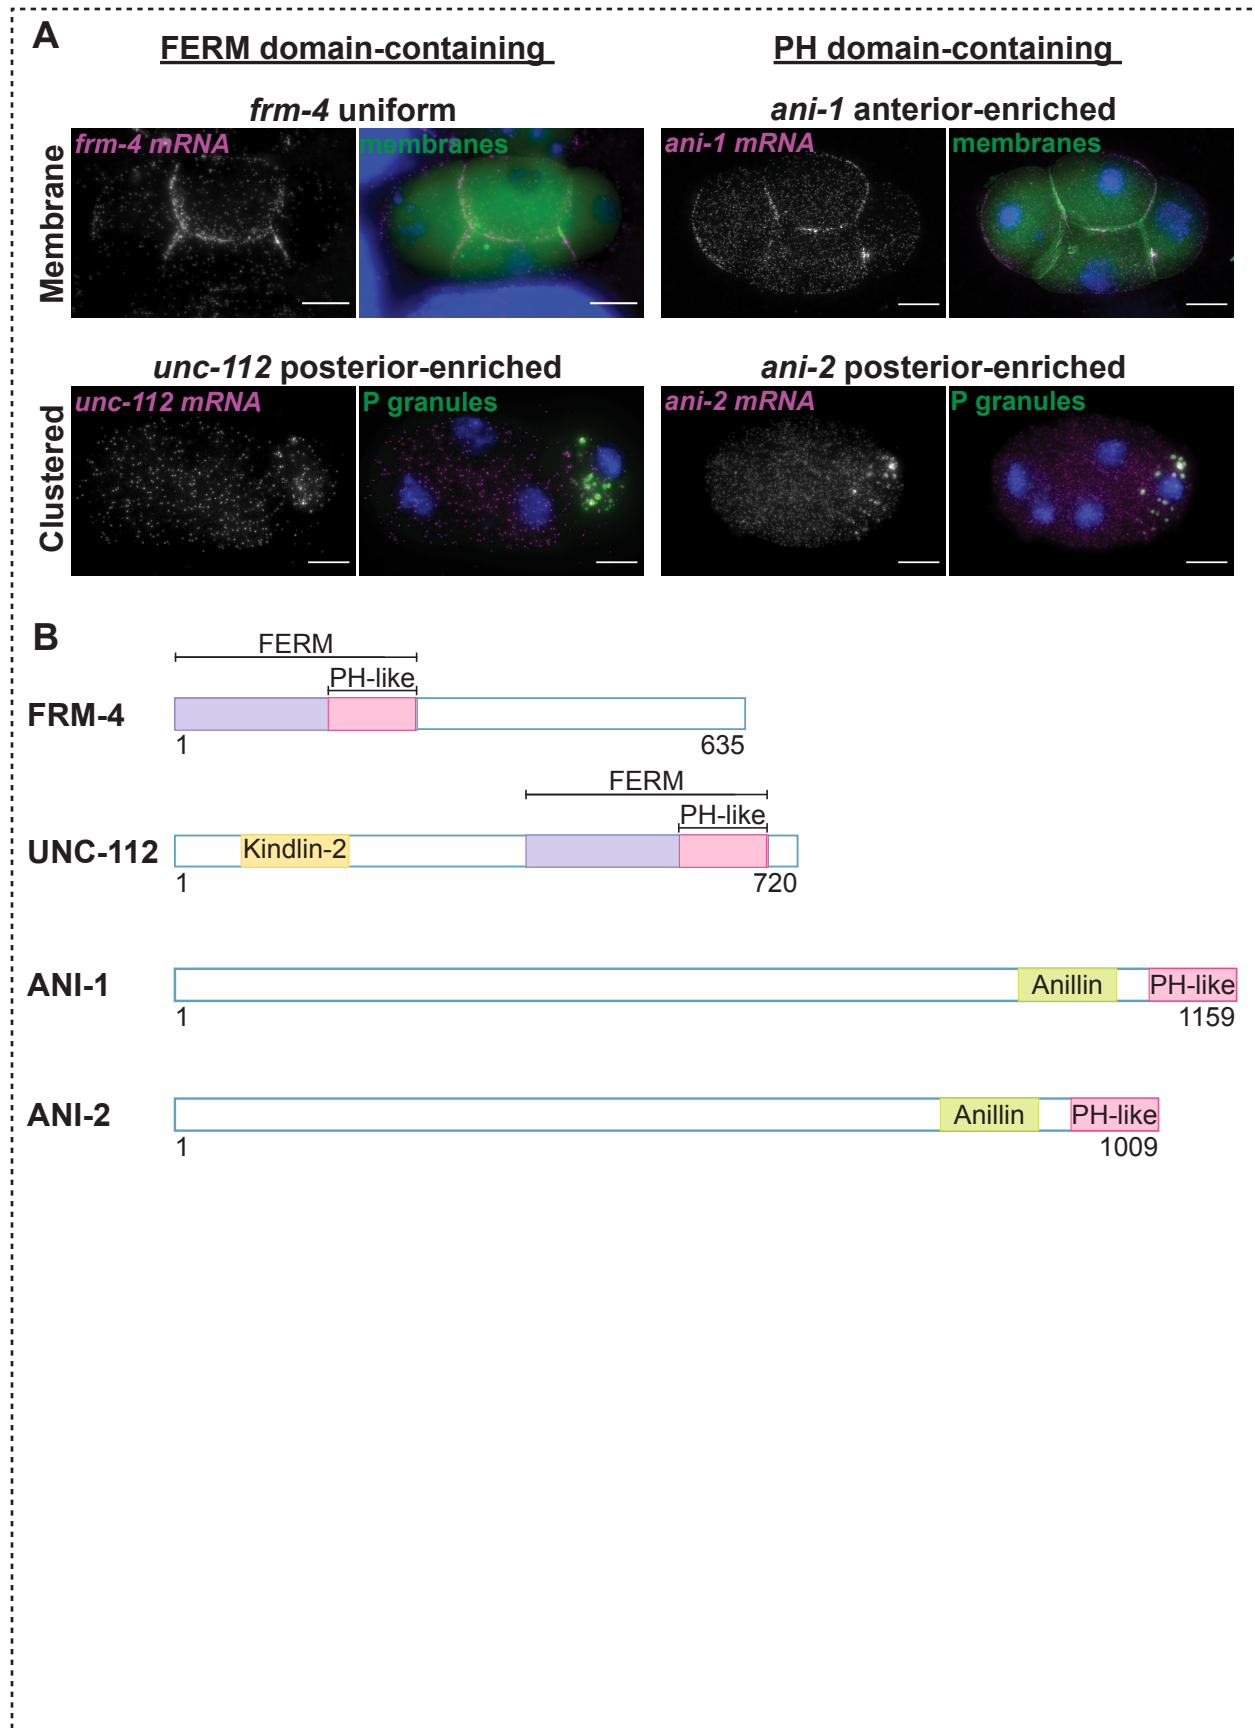 A
FERM domain-containing
PH domain-containing
frm-4 uniform
ani-1 anterior-enriched
Membrane
frm-4 mRNA
membranes
ani-1 mRNA
membranes
unc-112 posterior-enriched
ani-2 posterior-enriched
Clustered
unc-112 mRNA
P granules
ani-2 mRNA
P granules
B
FERM
PH-like
FRM-4
1
635
FERM
PH-like
UNC-112
Kindlin-2
1
720
ANI-1
Anillin
PH-like
1
1159
ANI-2
Anillin
PH-like
1
1009